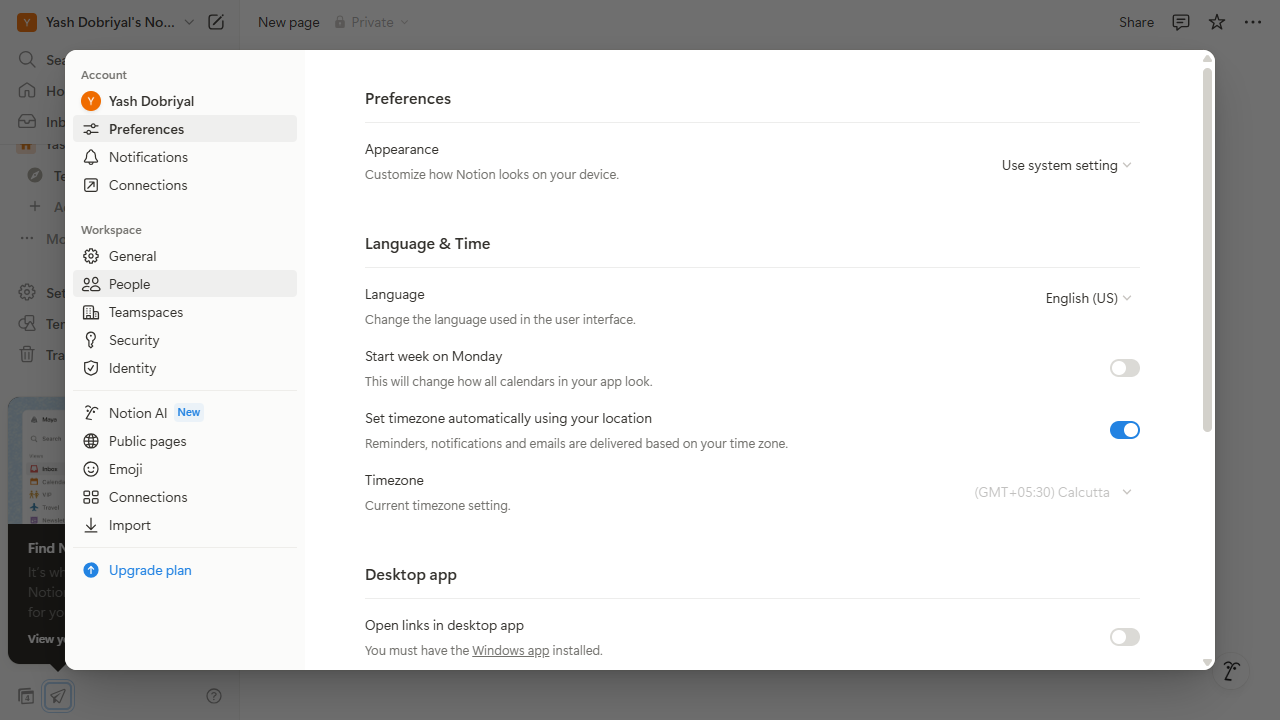 Y Yash Dobriyal's No...
New page
Private
Share
Sea
Ho
Inb
Yas
Te
A
Mo
Set
Ter
Tra
Mayo
Search
Inbox
Calenda
VIP
Travel
Find N
It's wh
Notion
for yo
View yo
4
Account
Y Yash Dobriyal
Preferences
Notifications
Connections
Workspace
General
People
Teamspaces
Security
Identity
Notion AI New
Public pages
Emoji
Connections
Import
Upgrade plan
Preferences
Appearance
Customize how Notion looks on your device.
Use system setting
Language & Time
Language
Change the language used in the user interface.
English (US)
Start week on Monday
This will change how all calendars in your app look.
Set timezone automatically using your location
Reminders, notifications and emails are delivered based on your time zone.
Timezone
Current timezone setting.
(GMT+05:30) Calcutta
Desktop app
Open links in desktop app
You must have the Windows app installed.